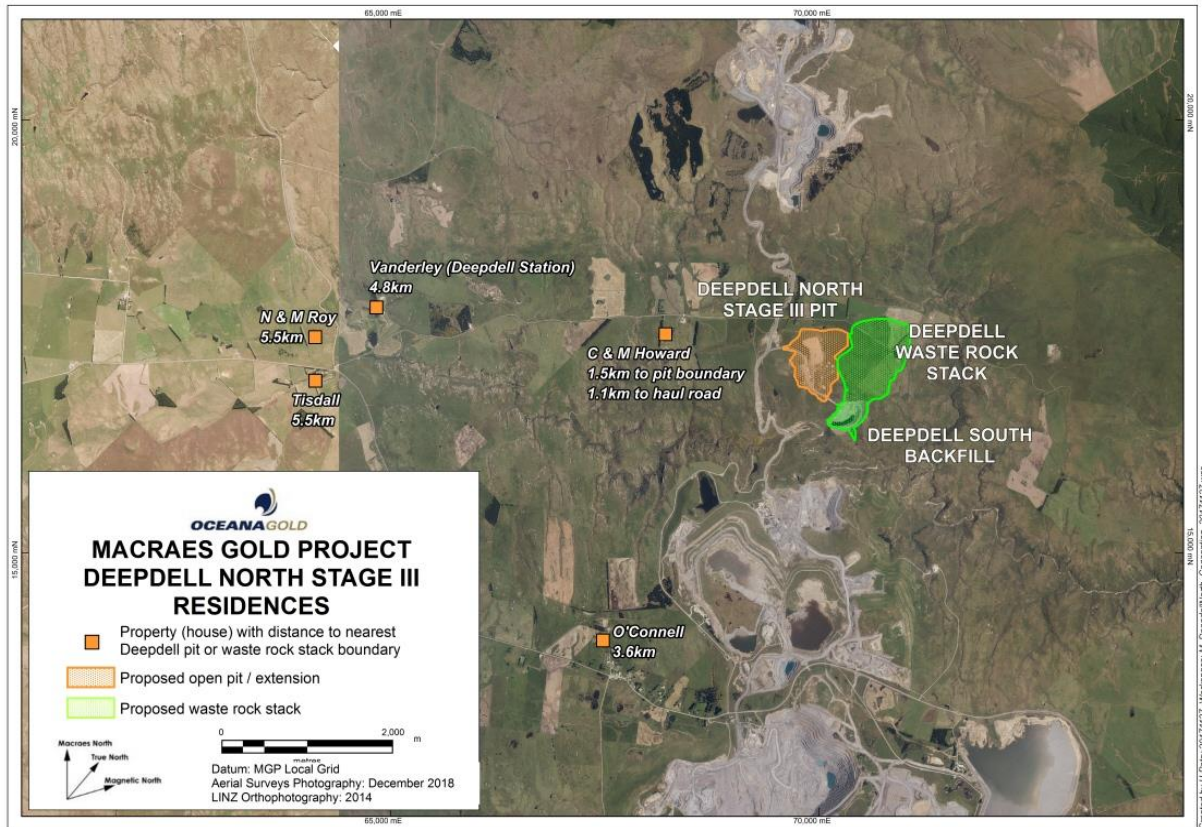 65,000 mE
70,000 mE
20,000 mN
20,000 mN
Vanderley (Deepdell Station)
4.8km
N & M Roy
5.5km
Tisdall
5.5km
C & M Howard
1.5km to pit boundary
1.1km to haul road
DEEPDELL NORTH
STAGE III PIT
DEEPDELL
WASTE ROCK
STACK
DEEPDELL SOUTH
BACKFILL
O'Connell
3.6km
15,000 mN
15,000 mN
OCEANAGOLD
MACRAES GOLD PROJECT
DEEPDELL NORTH STAGE III
RESIDENCES
Property (house) with distance to nearest
Deepdell pit or waste rock stack boundary
Proposed open pit / extension
Proposed waste rock stack
0
2,000
m
metres
Macraes North
True North
Magnetic North
Datum: MGP Local Grid
Aerial Surveys Photography: December 2018
LINZ Orthophotography: 2014
65,000 mE
70,000 mE